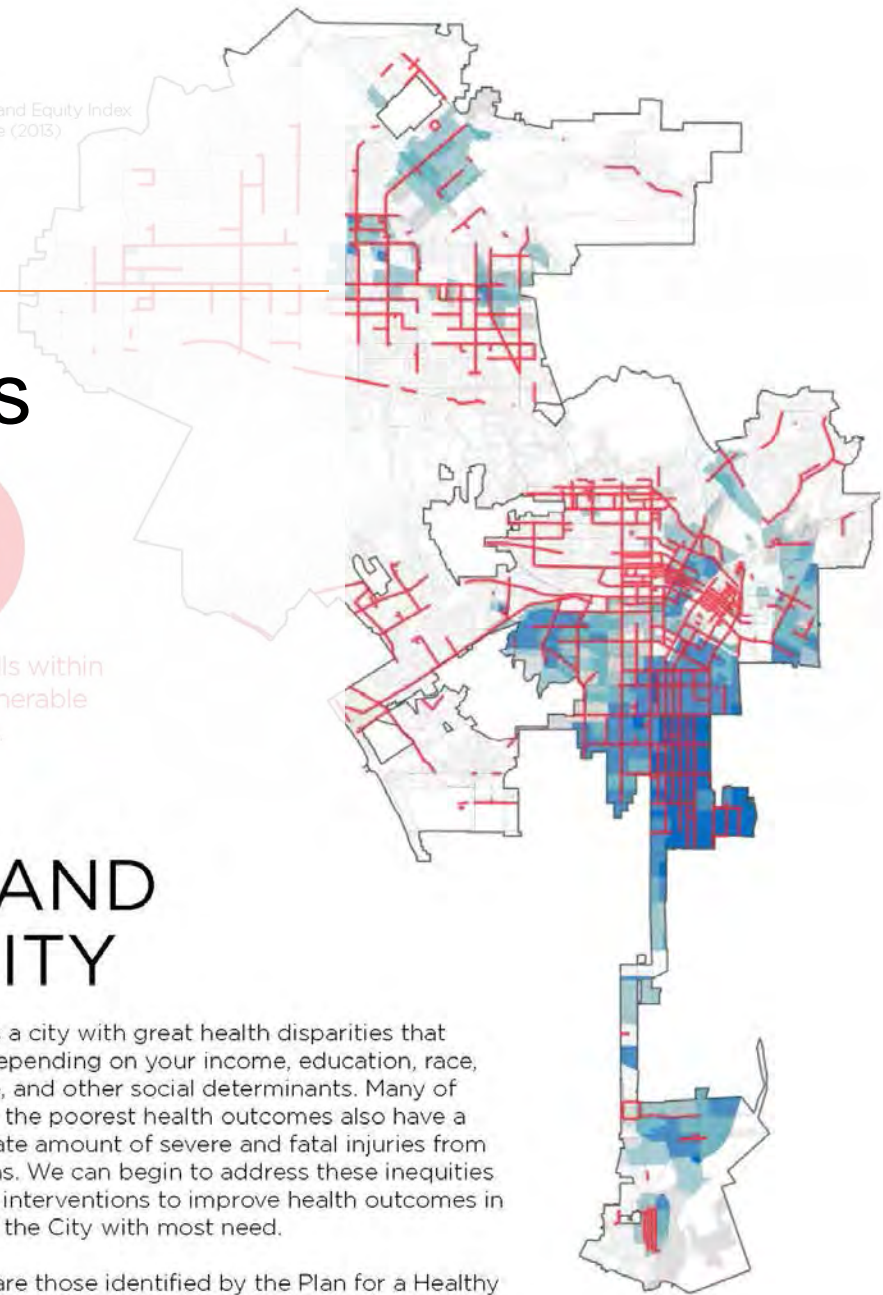 and Equity Index
(2013)
s
within
AND
ITY
a city with great health disparities that
epending on your income, education, race,
, and other social determinants. Many of
the poorest health outcomes also have a
ate amount of severe and fatal injuries from
s. We can begin to address these inequities
interventions to improve health outcomes in
the City with most need.
are those identified by the Plan for a Healthy